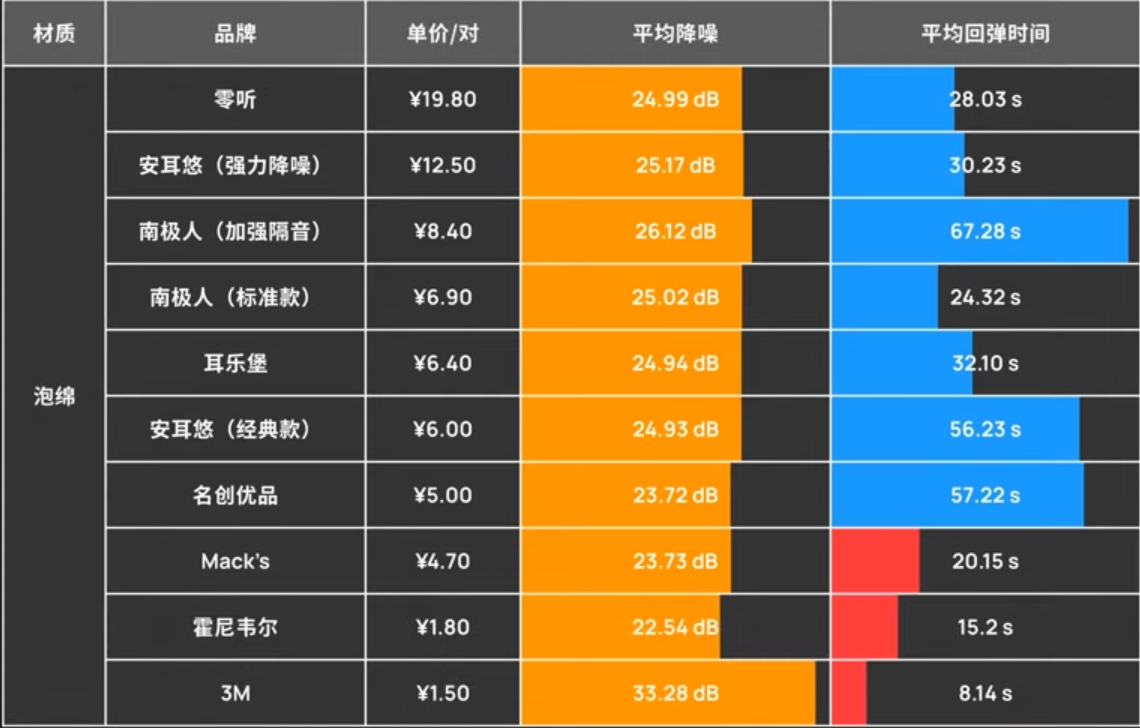 材质 品牌 单价/对 平均降噪 平均回弹时间
零听 ¥19.80 24.99 dB 28.03 s
安耳悠（强力降噪） ¥12.50 25.17 dB 30.23 s
南极人（加强隔音） ¥8.40 26.12 dB 67.28 s
南极人（标准款） ¥6.90 25.02 dB 24.32 s
耳乐堡 ¥6.40 24.94 dB 32.10 s
泡绵
安耳悠（经典款） ¥6.00 24.93 dB 56.23 s
名创优品 ¥5.00 23.72 dB 57.22 s
Mack's ¥4.70 23.73 dB 20.15 s
霍尼韦尔 ¥1.80 22.54 dB 15.2 s
3M ¥1.50 33.28 dB 8.14 s